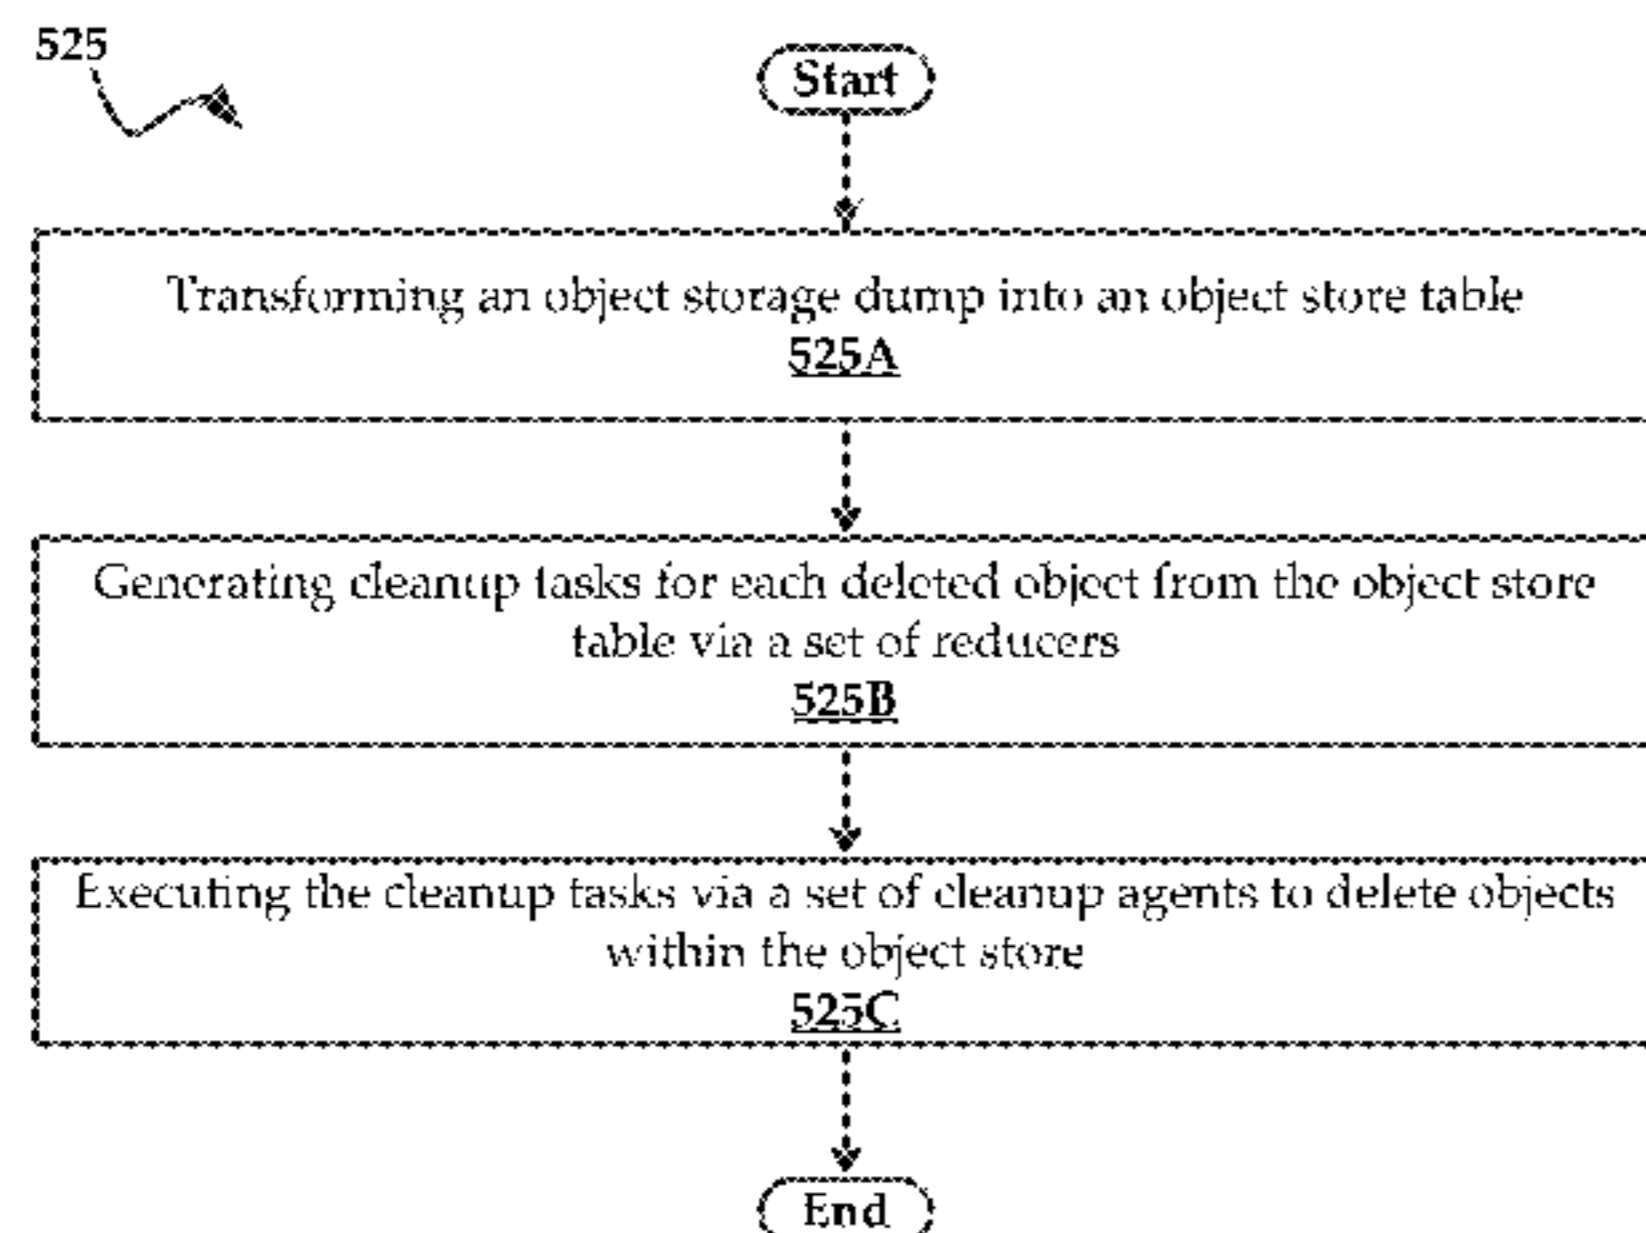 525
Start
Transforming an object storage dump into an object store table
525A
Generating cleanup tasks for each deleted object from the object store
table via a set of reducers
525B
Executing the cleanup tasks via a set of cleanup agents to delete objects
within the object store
525C
End